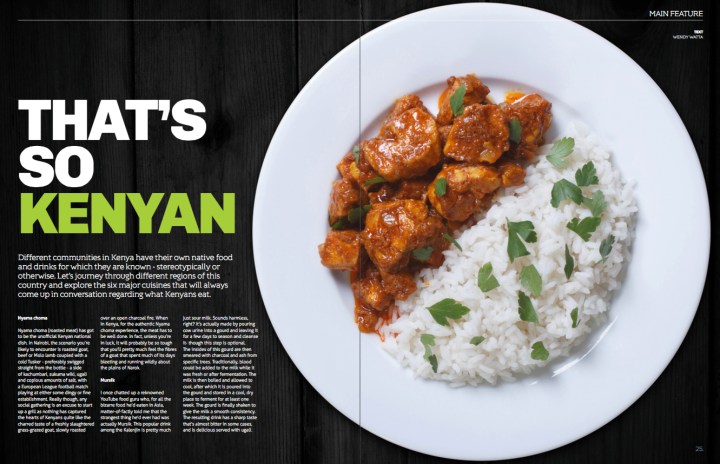 MAIN FEATURE
TEXT
WENDY WATTA
THAT'S
SO
KENYAN
Different communities in Kenya have their own native food
and drinks for which they are known - stereotypically or
otherwise. Let's journey through different regions of this
country and explore the six major cuisines that will always
come up in conversation regarding what Kenyans eat.
Nyama choma
Nyama choma (roasted meat) has got
to be the unofficial Kenyan national
dish. In Nairobi, the scenario you're
likely to encounter is roasted goat,
beef or Molo lamb coupled with a
cold Tusker - preferably swigged
straight from the bottle - a side
of kachumbari, sukuma wiki, ugali
and copious amounts of salt, with
a European League football match
playing at either some dingy or fine
establishment. Really though, any
social gathering is an excuse to start
up a grill as nothing has captured
the hearts of Kenyans quite like the
charred taste of a freshly slaughtered
grass-grazed goat, slowly roasted
over an open charcoal fire. When
in Kenya, for the authentic Nyama
choma experience, the meat has to
be well done. In fact, unless you're
in luck, it will probably be so tough
that you'll pretty much feel the fibres
of a goat that spent much of its days
bleating and running wildly about
the plains of Narok.
Mursik
I once chatted up a renowned
YouTube food guru who, for all the
bizarre food he'd eaten in Asia,
matter-of-factly told me that the
strangest thing he'd ever had was
actually Mursik. This popular drink
among the Kalenjin is pretty much
just sour milk. Sounds harmless,
right? It's actually made by pouring
cow urine into a gourd and leaving it
for a few days to season and cleanse
it- though this step is optional.
The insides of this gourd are then
smeared with charcoal and ash from
specific trees. Traditionally, blood
could be added to the milk while it
was fresh or after fermentation. The
milk is then boiled and allowed to
cool, after which it is poured into
the gourd and stored in a cool, dry
place to ferment for at least one
week. The gourd is finally shaken to
give the milk a smooth consistency.
The resulting drink has a sharp taste
that's almost bitter in some cases,
and is delicious served with ugali.
25